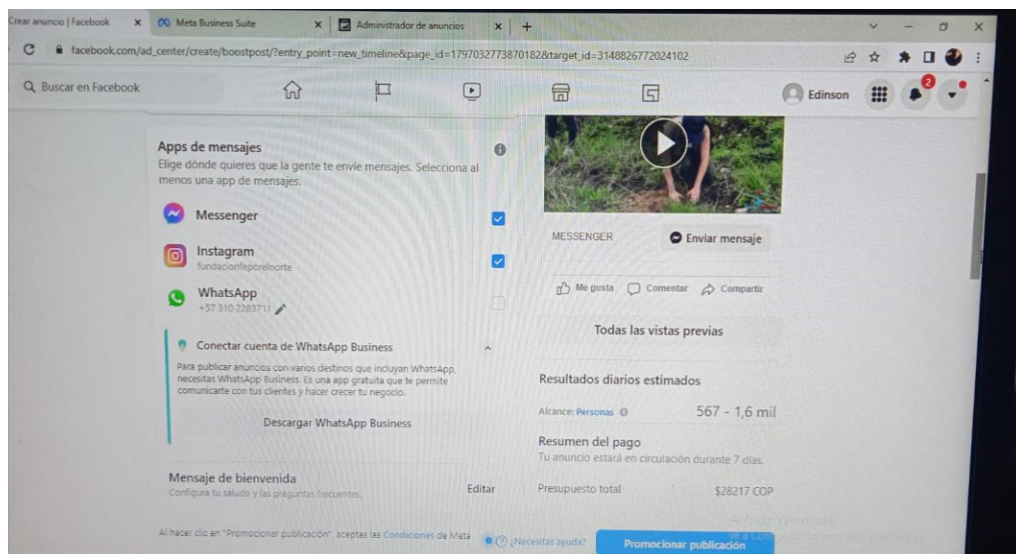 Crear anuncio | Facebook
Meta Business Suite
Administrador de anuncios
facebook.com/ad_center/create/boostpost/?entry_point=new_timeline&page_id=1797032773870182&target_id=3148826772024102
Buscar en Facebook
Edinson
2
Apps de mensajes
Elige dónde quieres que la gente te envíe mensajes. Selecciona al
menos una app de mensajes.
Messenger
Instagram
fundacionfeporelnorte
WhatsApp
+57 310 2283711
Conectar cuenta de WhatsApp Business
Para publicar anuncios con varios destinos que incluyan WhatsApp,
necesitas WhatsApp Business. Es una app gratuita que te permite
comunicarte con tus clientes y hacer crecer tu negocio.
Descargar WhatsApp Business
Mensaje de bienvenida
Configura tu saludo y las preguntas frecuentes.
Editar
Al hacer clic en "Promocionar publicación", aceptas las Condiciones de Meta
¿Necesitas ayuda?
MESSENGER
Enviar mensaje
Me gusta
Comentar
Compartir
Todas las vistas previas
Resultados diarios estimados
Alcance: Personas
567 - 1,6 mil
Resumen del pago
Tu anuncio estará en circulación durante 7 días.
Presupuesto total
$28217 COP
Activar Windows
Promocionar publicación